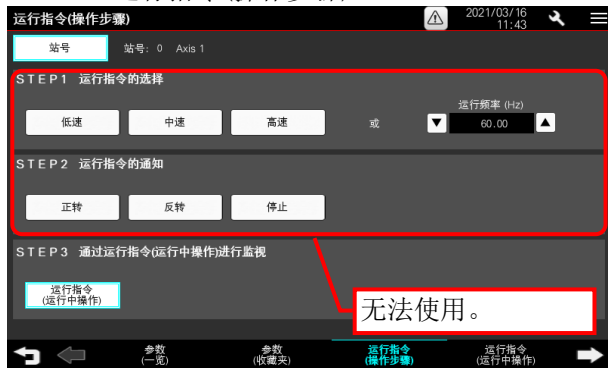 运行指令(操作步骤)
2021/03/16
11:43
站号
站号: 0 Axis 1
STEP1 运行指令的选择
运行频率 (Hz)
低速
中速
高速
或
▼
60.00
▲
STEP2 运行指令的通知
正转
反转
停止
STEP3 通过运行指令(运行中操作)进行监视
运行指令
(运行中操作)
无法使用。
参数
(一览)
参数
(收藏夹)
运行指令
(操作步骤)
运行指令
(运行中操作)